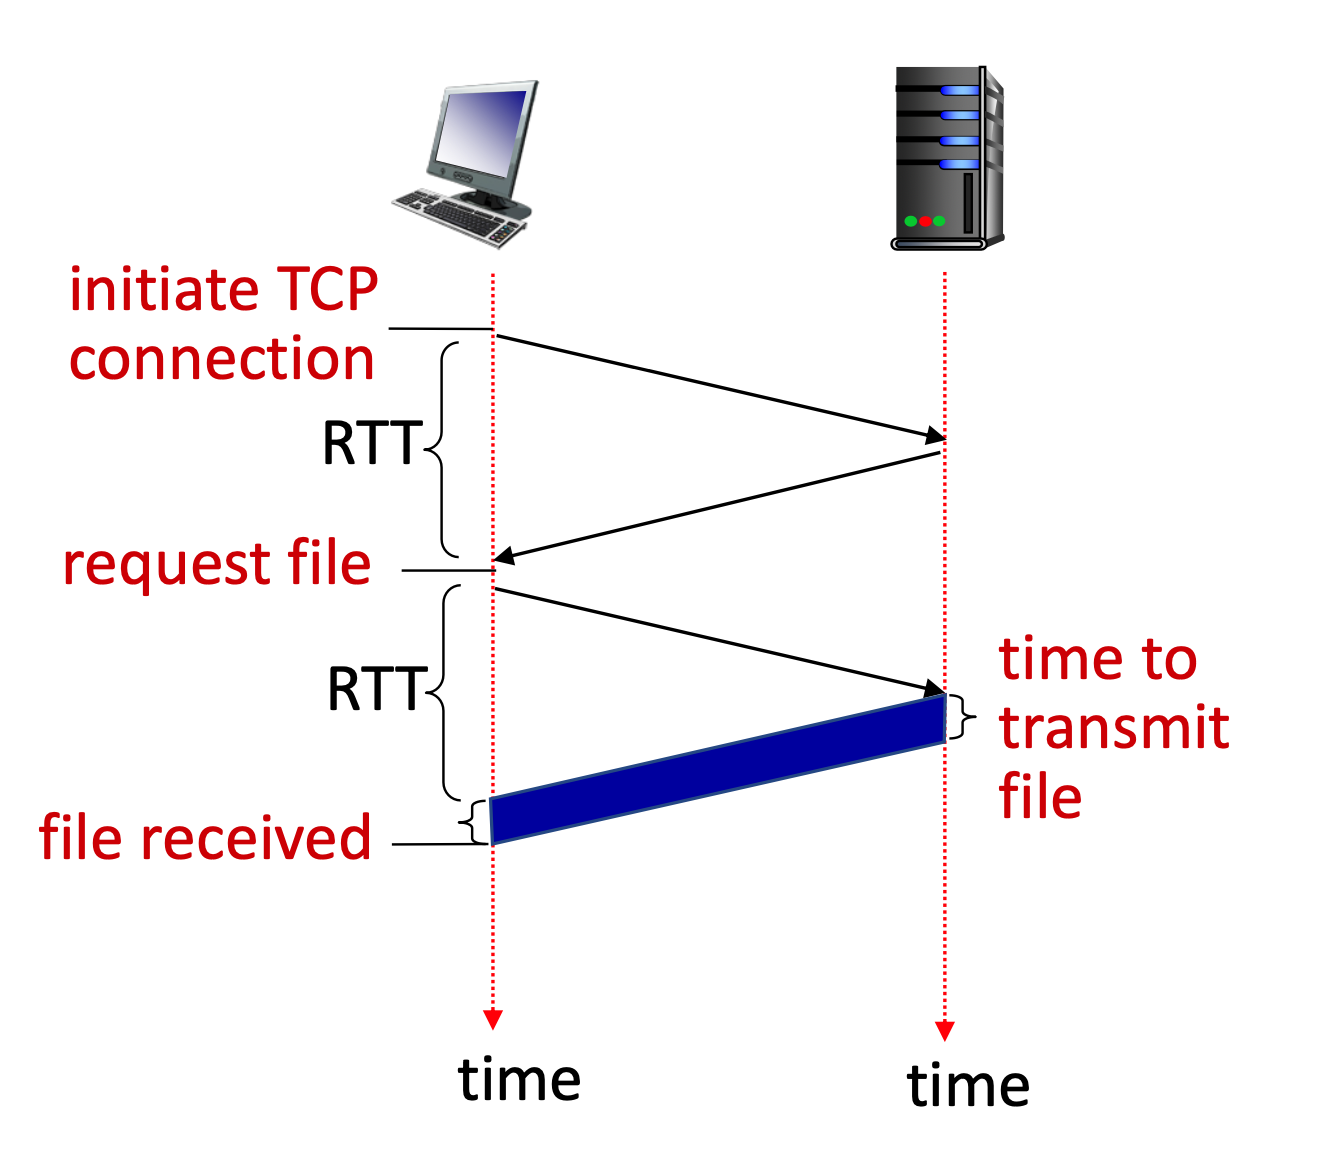 initiate TCP
connection
RTT
request file
RTT
time to
transmit
file
file received
time
time